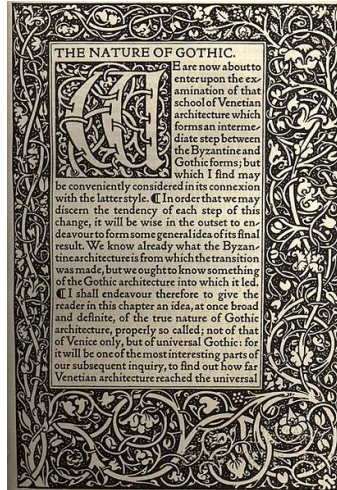 THE NATURE OF GOTHIC.
WE are now about to
enter upon the ex-
amination of that
school of Venetian
architecture which
forms an interme-
diate step between
the Byzantine and
Gothic forms; but
which I find may
be conveniently considered in its connexion
with the latter style. ¶ In order that we may
discern the tendency of each step of this
change, it will be wise in the outset to en-
deavour to form some general idea of its final
result. We know already what the Byzan-
tine architecture is from which the transition
was made, but we ought to know something
of the Gothic architecture into which it led.
¶ I shall endeavour therefore to give the
reader in this chapter an idea, at once broad
and definite, of the true nature of Gothic
architecture, properly so called; not of that
of Venice only, but of universal Gothic: for
it will be one of the most interesting parts of
our subsequent inquiry, to find out how far
Venetian architecture reached the universal